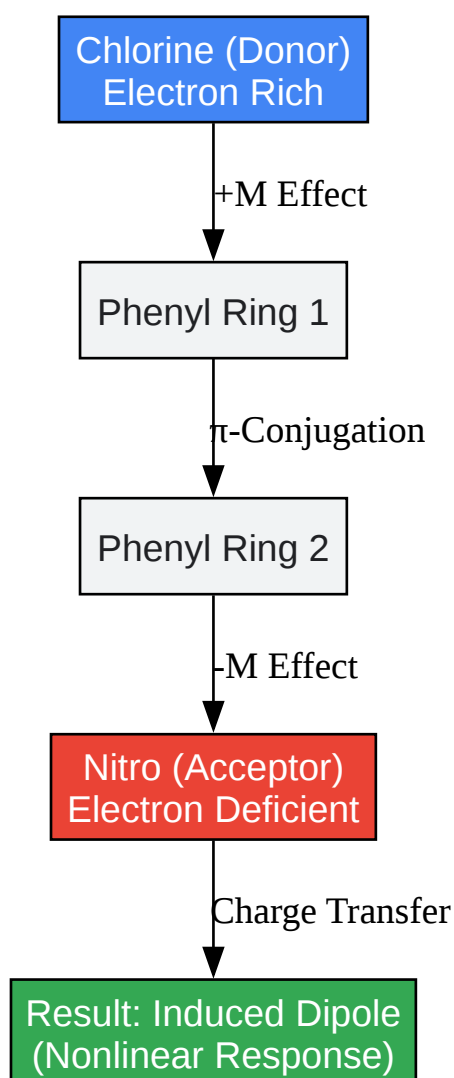 Chlorine (Donor)
Electron Rich
+M Effect
Phenyl Ring 1
π-Conjugation
Phenyl Ring 2
-M Effect
Nitro (Acceptor)
Electron Deficient
Charge Transfer
Result: Induced Dipole
(Nonlinear Response)